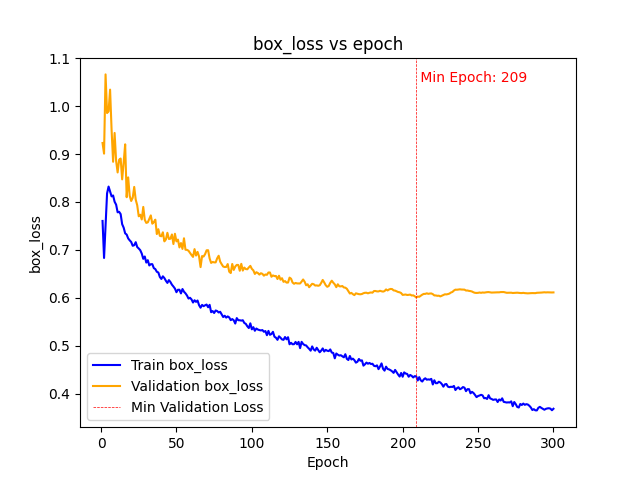 box_loss vs epoch
1.1
1.0
0.9
0.8
0.7
0.6
0.5
0.4
box_loss
Min Epoch: 209
Train box_loss
Validation box_loss
Min Validation Loss
0 50 100 150 200 250 300
Epoch